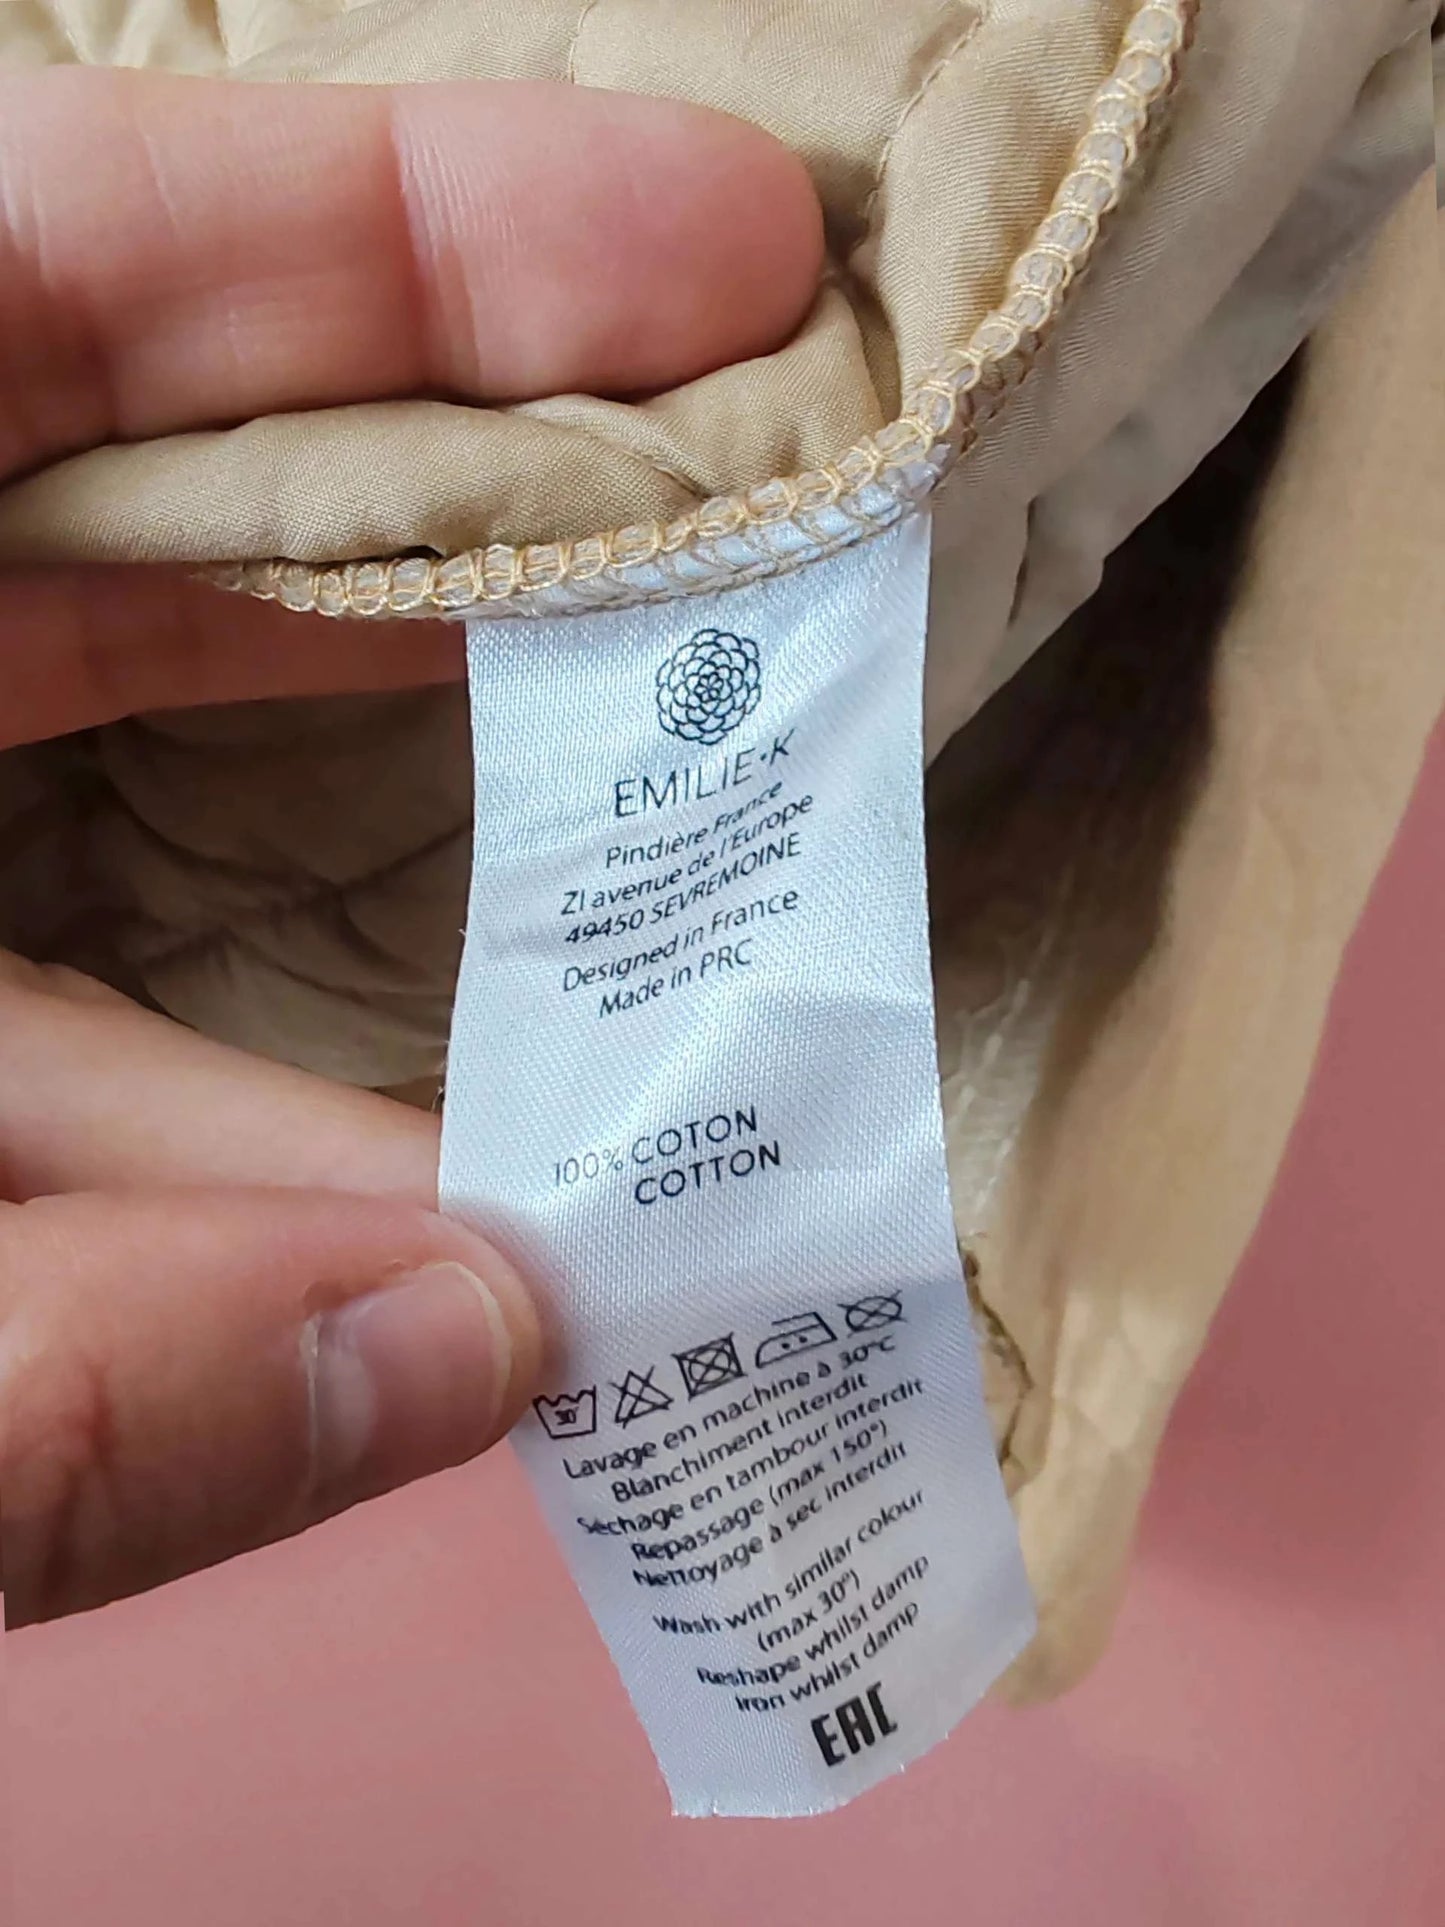 EMILIE•K
Pindière France
ZI avenue de l'Europe
49450 SEVREMOINE
Designed in France
Made in PRC
100% COTON
COTTON
30°
Lavage en machine à 30°C
Blanchiment interdit
Séchage en tambour interdit
Repassage (max 150°)
Nettoyage à sec interdit
Wash with similar colour
(max 30°)
Reshape whilst damp
Iron whilst damp
EAC